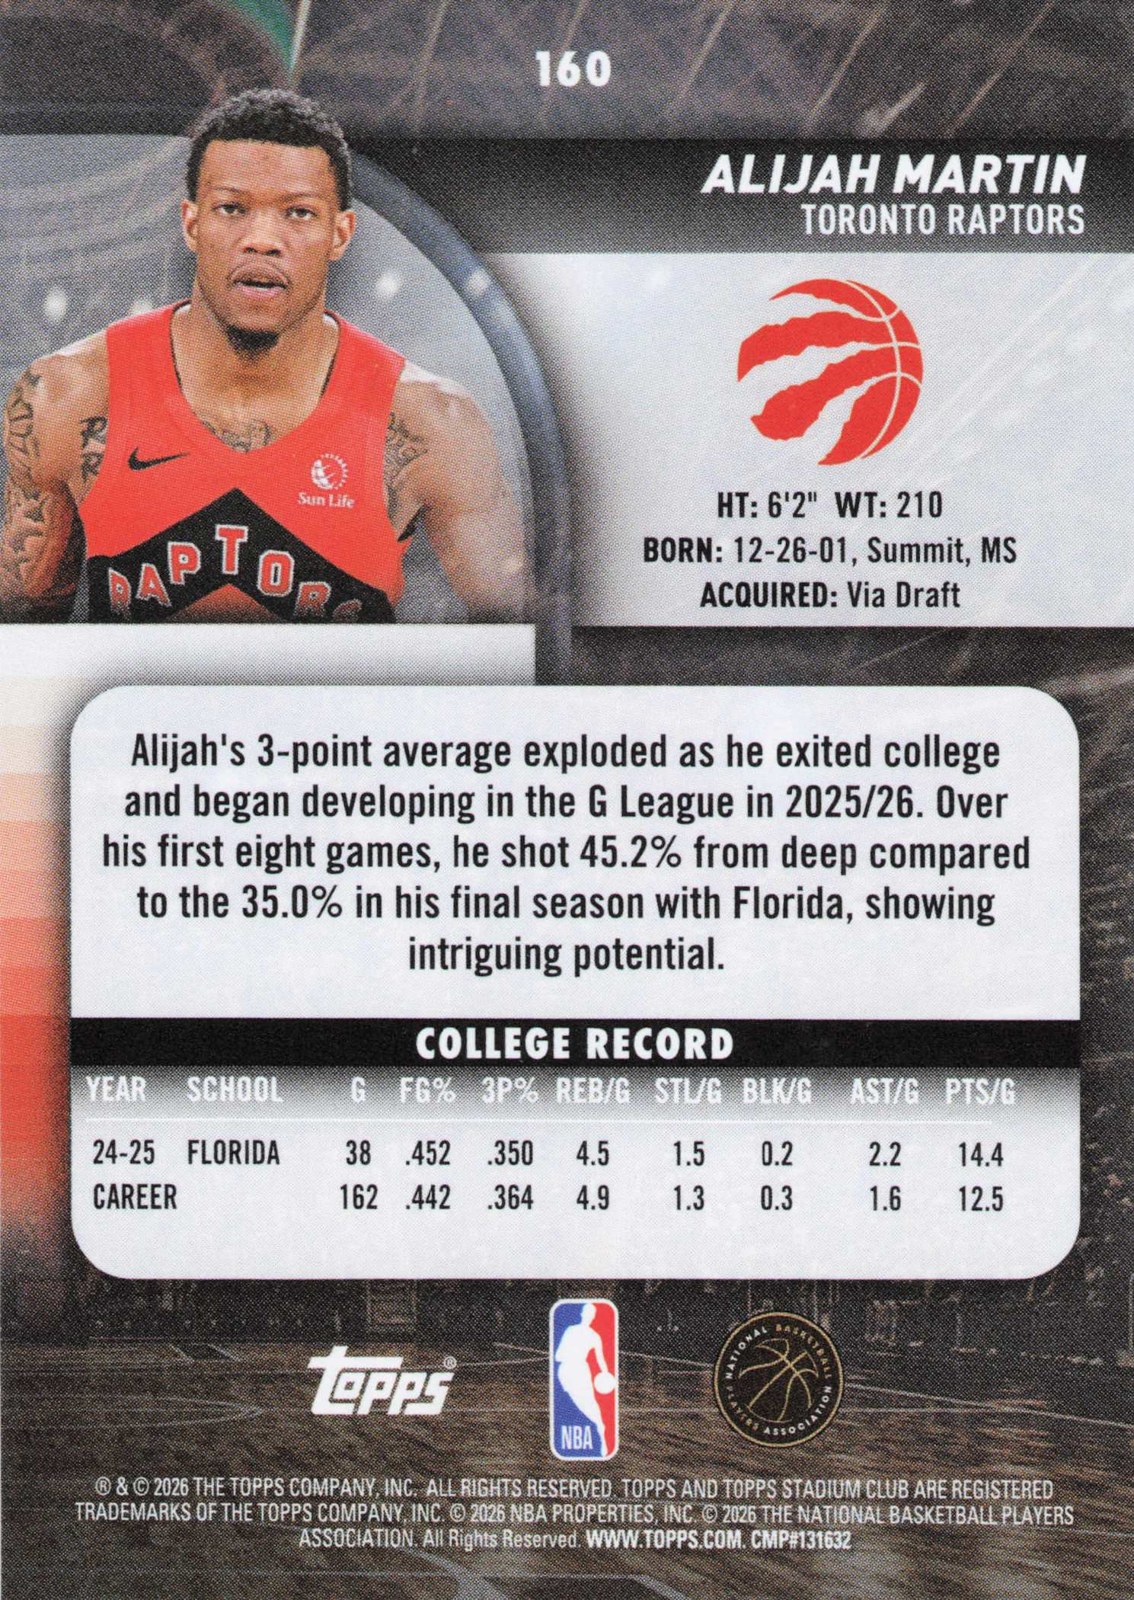 160
ALIJAH MARTIN
TORONTO RAPTORS
Sun Life
RAPTORS
HT: 6'2" WT: 210
BORN: 12-26-01, Summit, MS
ACQUIRED: Via Draft
Alijah's 3-point average exploded as he exited college
and began developing in the G League in 2025/26. Over
his first eight games, he shot 45.2% from deep compared
to the 35.0% in his final season with Florida, showing
intriguing potential.
COLLEGE RECORD
YEAR SCHOOL G FG% 3P% REB/G STL/G BLK/G AST/G PTS/G
24-25 FLORIDA 38 .452 .350 4.5 1.5 0.2 2.2 14.4
CAREER 162 .442 .364 4.9 1.3 0.3 1.6 12.5
topps®
NBA
NATIONAL BASKETBALL PLAYERS ASSOCIATION
® & © 2026 THE TOPPS COMPANY, INC. ALL RIGHTS RESERVED. TOPPS AND TOPPS STADIUM CLUB ARE REGISTERED
TRADEMARKS OF THE TOPPS COMPANY, INC. © 2026 NBA PROPERTIES, INC. © 2026 THE NATIONAL BASKETBALL PLAYERS
ASSOCIATION. All Rights Reserved. WWW.TOPPS.COM. CMP#131632